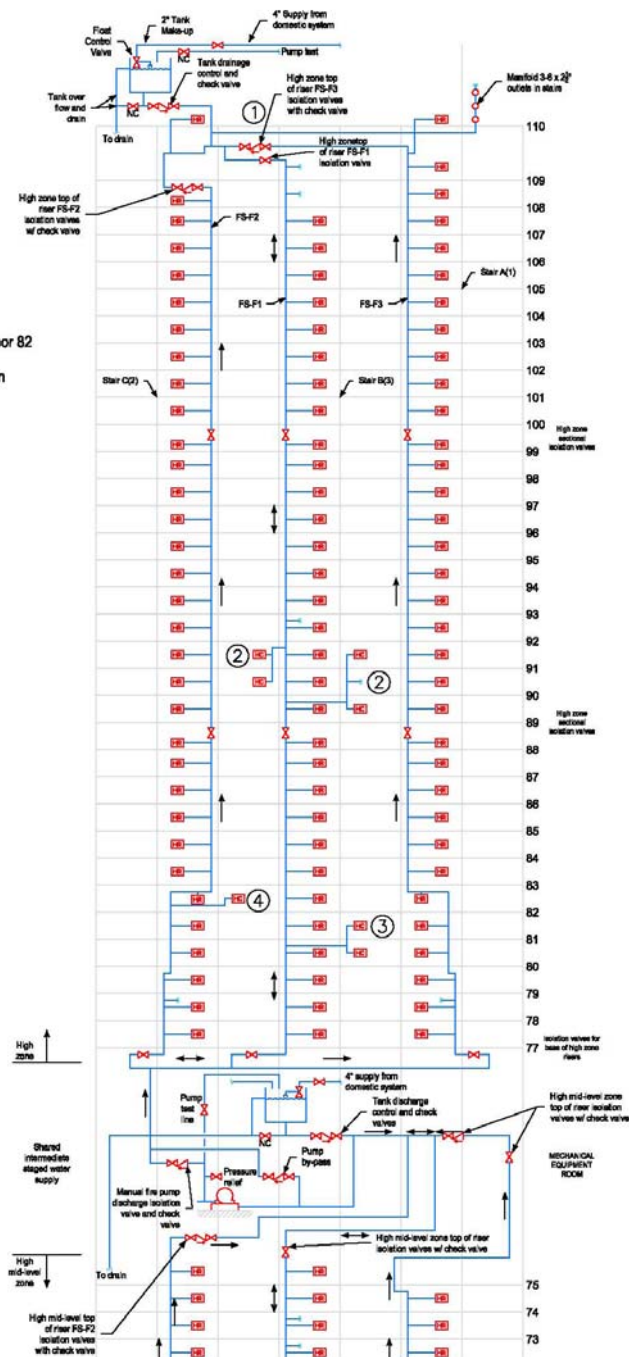 4" Supply from
domestic system
2" Tank
Make-up
Float
Control
Valve
NC
Pump test
Tank drainage
control and
check valve
High zone top
of riser FS-F3
isolation valves
with check valve
Manifold 3-6 x 2½"
outlets in stairs
Tank over
flow and
drain
NC
To drain
1
High zonetop
of riser FS-F1
isolation valve
High zone top of
riser FS-F2
isolation valves
w/ check valve
FS-F2
FS-F1
FS-F3
Stair A(1)
Stair C(2)
Stair B(3)
or 82
n
110
109
108
107
106
105
104
103
102
101
100
High zone
sectional
isolation valves
99
98
97
96
95
94
93
92
91
90
89
High zone
sectional
isolation valves
88
87
86
85
84
83
82
81
80
79
78
77
Isolation valves for
base of high zone
risers
2
2
4
3
High
zone
Shared
intermediate
staged water
supply
High
mid-level
zone
4" supply from
domestic system
Pump
test
line
Tank discharge
control and check
valves
High mid-level zone
top of riser isolation
valves w/ check valve
NC
Pump
by-pass
MECHANICAL
EQUIPMENT
ROOM
Pressure
relief
Manual fire pump
discharge isolation
valve and check
valve
High mid-level zone top of riser
isolation valves w/ check valve
To drain
High mid-level top
of riser FS-F2
isolation valves
with check valve
75
74
73